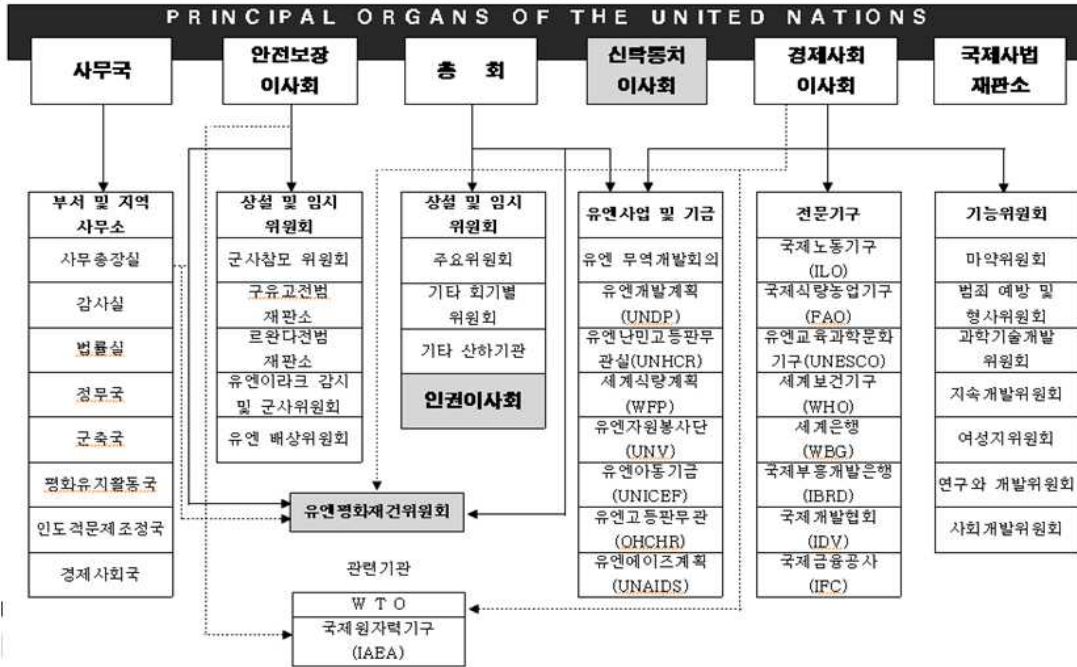 PRINCIPAL ORGANS OF THE UNITED NATIONS
사무국
안전보장
이사회
총 회
신탁통치
이사회
경제사회
이사회
국제사법
재판소
부서 및 지역
사무소
사무총장실
감사실
법률실
정무국
군축국
평화유지활동국
인도적문제조정국
경제사회국
상설 및 임시
위원회
군사참모 위원회
구유고전범
재판소
르완다전범
재판소
유엔이라크 감시
및 군사위원회
유엔 배상위원회
상설 및 임시
위원회
주요위원회
기타 회기별
위원회
기타 산하기관
인권이사회
유엔사업 및 기금
유엔 무역개발회의
유엔개발계획
(UNDP)
유엔난민고등판무
관실(UNHCR)
세계식량계획
(WFP)
유엔자원봉사단
(UNV)
유엔아동기금
(UNICEF)
유엔고등판무관
(OHCHR)
유엔에이즈계획
(UNAIDS)
전문기구
국제노동기구
(ILO)
국제식량농업기구
(FAO)
유엔교육과학문화
기구(UNESCO)
세계보건기구
(WHO)
세계은행
(WBG)
국제부흥개발은행
(IBRD)
국제개발협회
(IDV)
국제금융공사
(IFC)
기능위원회
마약위원회
범죄 예방 및
형사위원회
과학기술개발
위원회
지속개발위원회
여성지위원회
연구와 개발위원회
사회개발위원회
유엔평화재건위원회
관련기관
W T O
국제원자력기구
(IAEA)